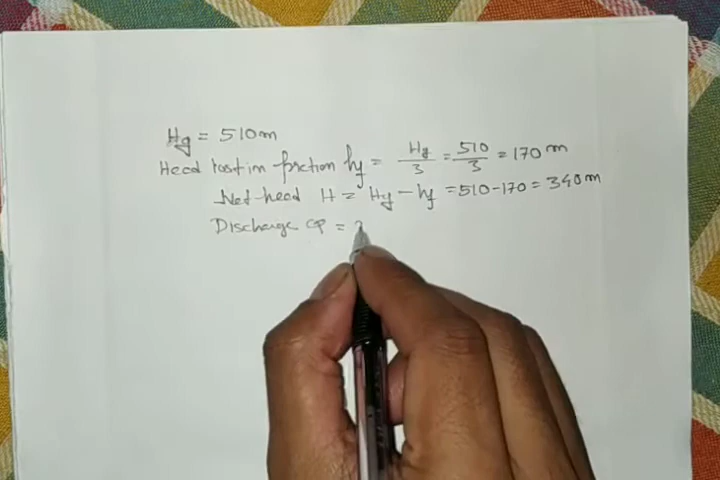 Hg = 510m
Head lost in friction hf = Hg/3 = 510/3 = 170 m
Net head H = Hg - hf = 510-170 = 340 m
Discharge Q =